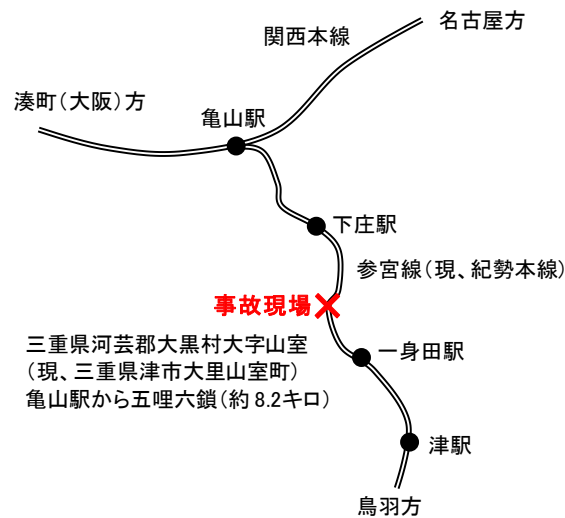 名古屋方
関西本線
湊町（大阪）方
亀山駅
下庄駅
参宮線（現、紀勢本線）
事故現場
三重県河芸郡大黒村大字山室
（現、三重県津市大里山室町）
亀山駅から五哩六鎖（約8.2キロ）
一身田駅
津駅
鳥羽方